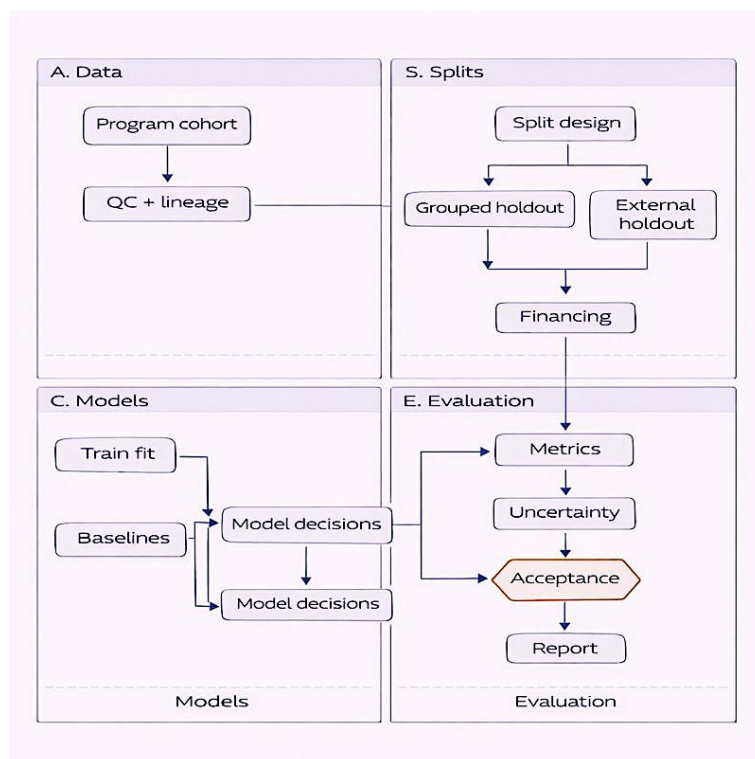 A. Data
Program cohort
QC + lineage
S. Splits
Split design
Grouped holdout
External
holdout
Financing
C. Models
Train fit
Baselines
Model decisions
Model decisions
Models
E. Evaluation
Metrics
Uncertainty
Acceptance
Report
Evaluation